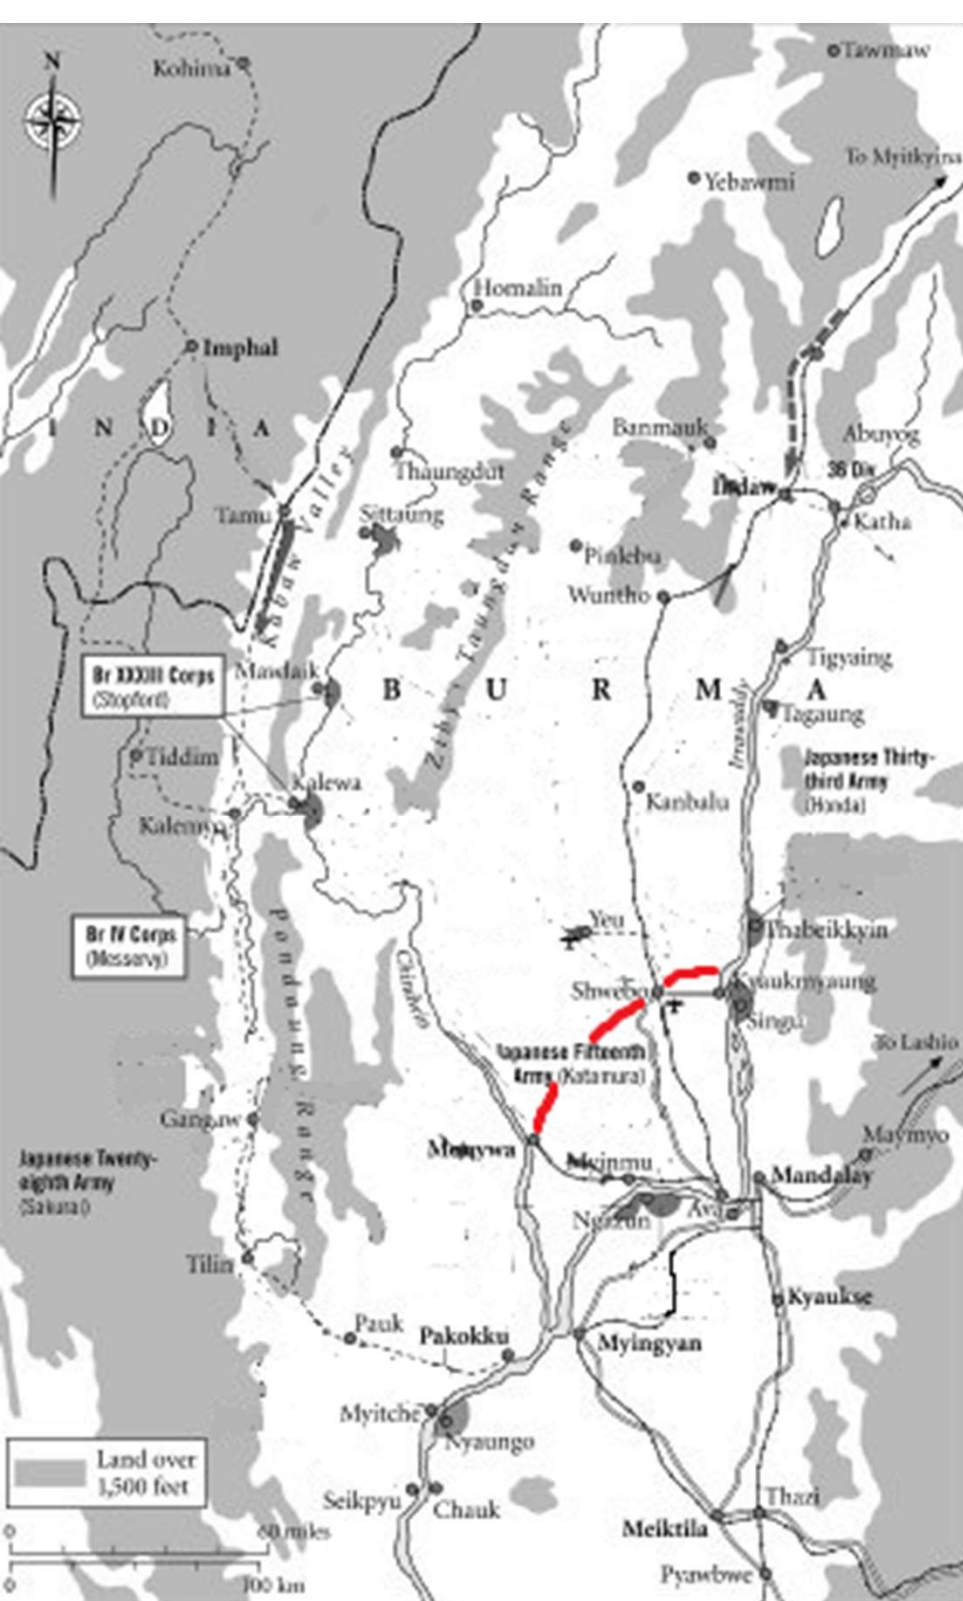 N
Kohima
Tawmaw
To Myitkyina
Yebawmi
Homalin
Imphal
I N D I A
Banmauk
Abuyog
Thaungdut
36 Div
Indaw
Tamu
Kabaw Valley
Sittaung
Katha
Pinlebu
Zibyu Taungdan Range
Wuntho
Br XXXIII Corps
(Stopford)
Mawlaik
Tigyaing
B U R M A
Tagaung
Irrawaddy
Tiddim
Japanese Thirty-
third Army
(Honda)
Kalewa
Kanbalu
Kalemyo
Br IV Corps
(Messervy)
Pondaung Range
Yeu
Thabeikkyin
Chindwin
Shwebo
Kyaukmyaung
Singu
Japanese Fifteenth
Army (Katamura)
To Lashio
Gangaw
Maymyo
Monywa
Myinmu
Mandalay
Japanese Twenty-
eighth Army
(Sakurai)
Ngazun
Ava
Tilin
Kyaukse
Pauk
Pakokku
Myingyan
Myitche
Nyaungo
Land over
1,500 feet
Seikpyu
Chauk
Thazi
Meiktila
0
60 miles
Pyawbwe
0
100 km